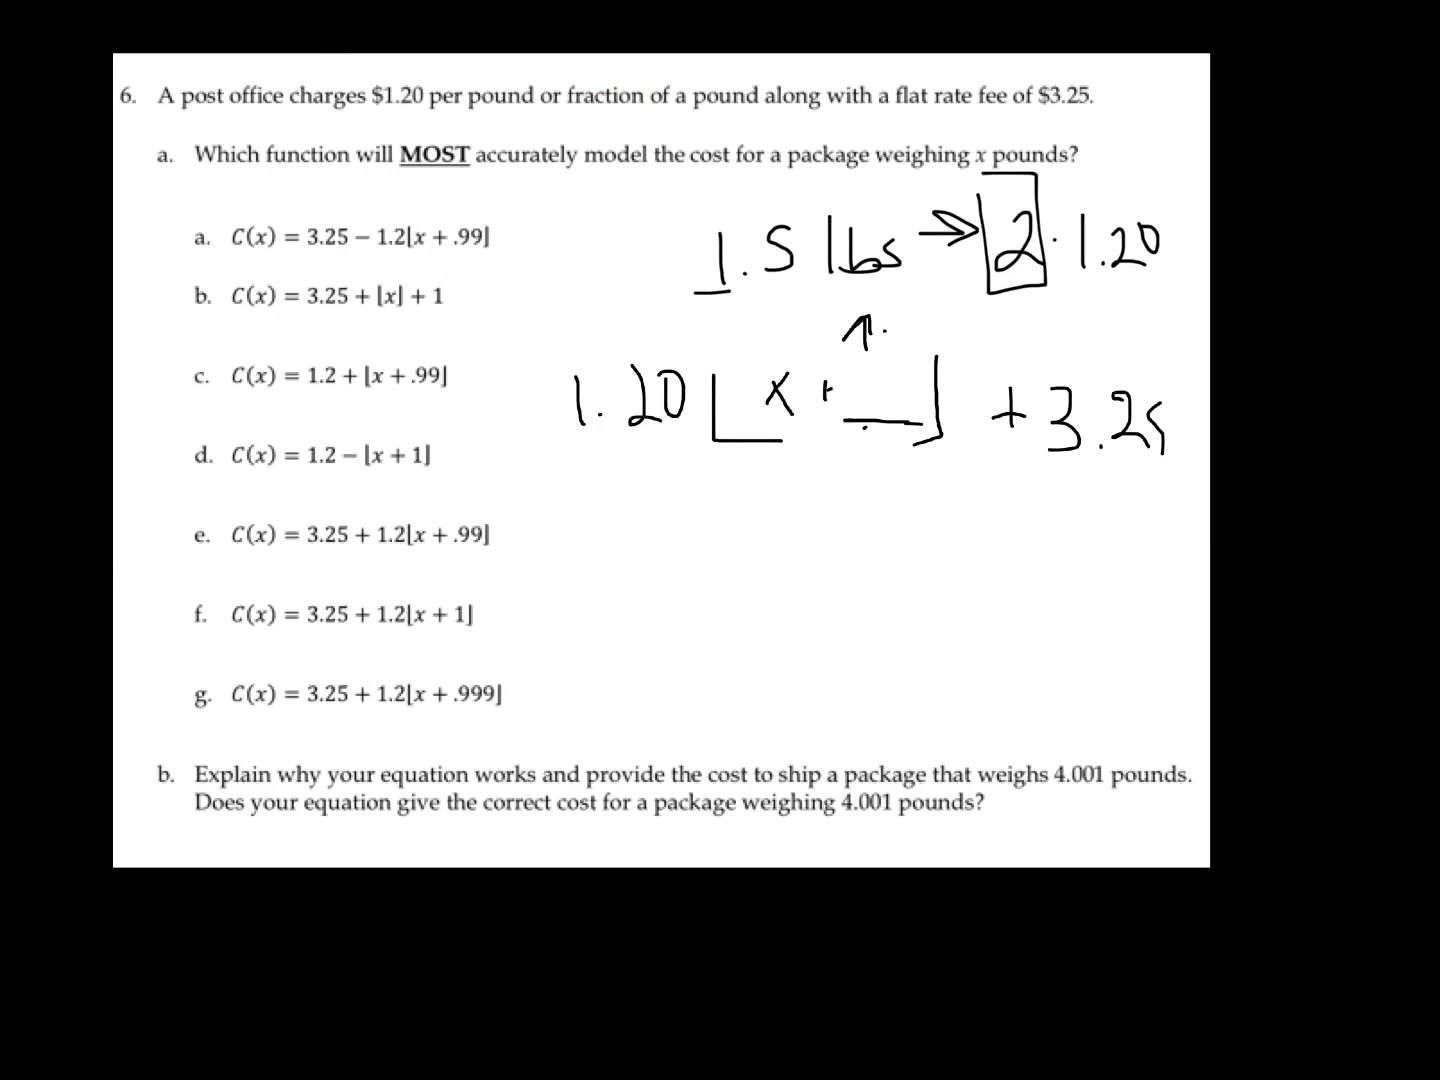 6. A post office charges $1.20 per pound or fraction of a pound along with a flat rate fee of $3.25.
a. Which function will MOST accurately model the cost for a package weighing x pounds?
1.5 lbs → 2 · 1.20
a. C(x) = 3.25 − 1.2⌊x + .99⌋
b. C(x) = 3.25 + ⌊x⌋ + 1
c. C(x) = 1.2 + ⌊x + .99⌋
1.20 ⌊x + __⌋ + 3.25
d. C(x) = 1.2 − ⌊x + 1⌋
e. C(x) = 3.25 + 1.2⌊x + .99⌋
f. C(x) = 3.25 + 1.2⌊x + 1⌋
g. C(x) = 3.25 + 1.2⌊x + .999⌋
b. Explain why your equation works and provide the cost to ship a package that weighs 4.001 pounds.
Does your equation give the correct cost for a package weighing 4.001 pounds?